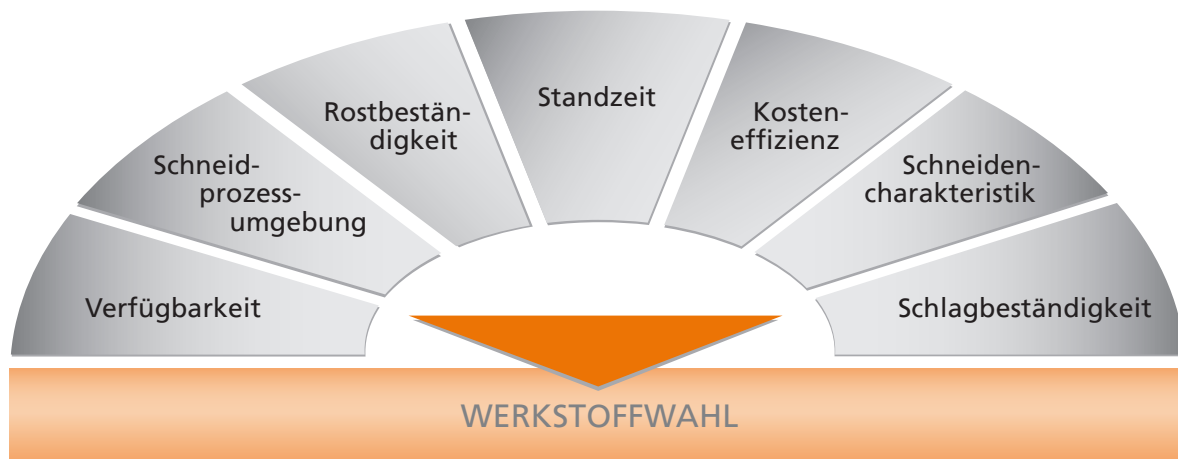 Verfügbarkeit
Schneid-
prozess-
umgebung
Rostbestän-
digkeit
Standzeit
Kosten-
effizienz
Schneiden-
charakteristik
Schlagbeständigkeit
WERKSTOFFWAHL